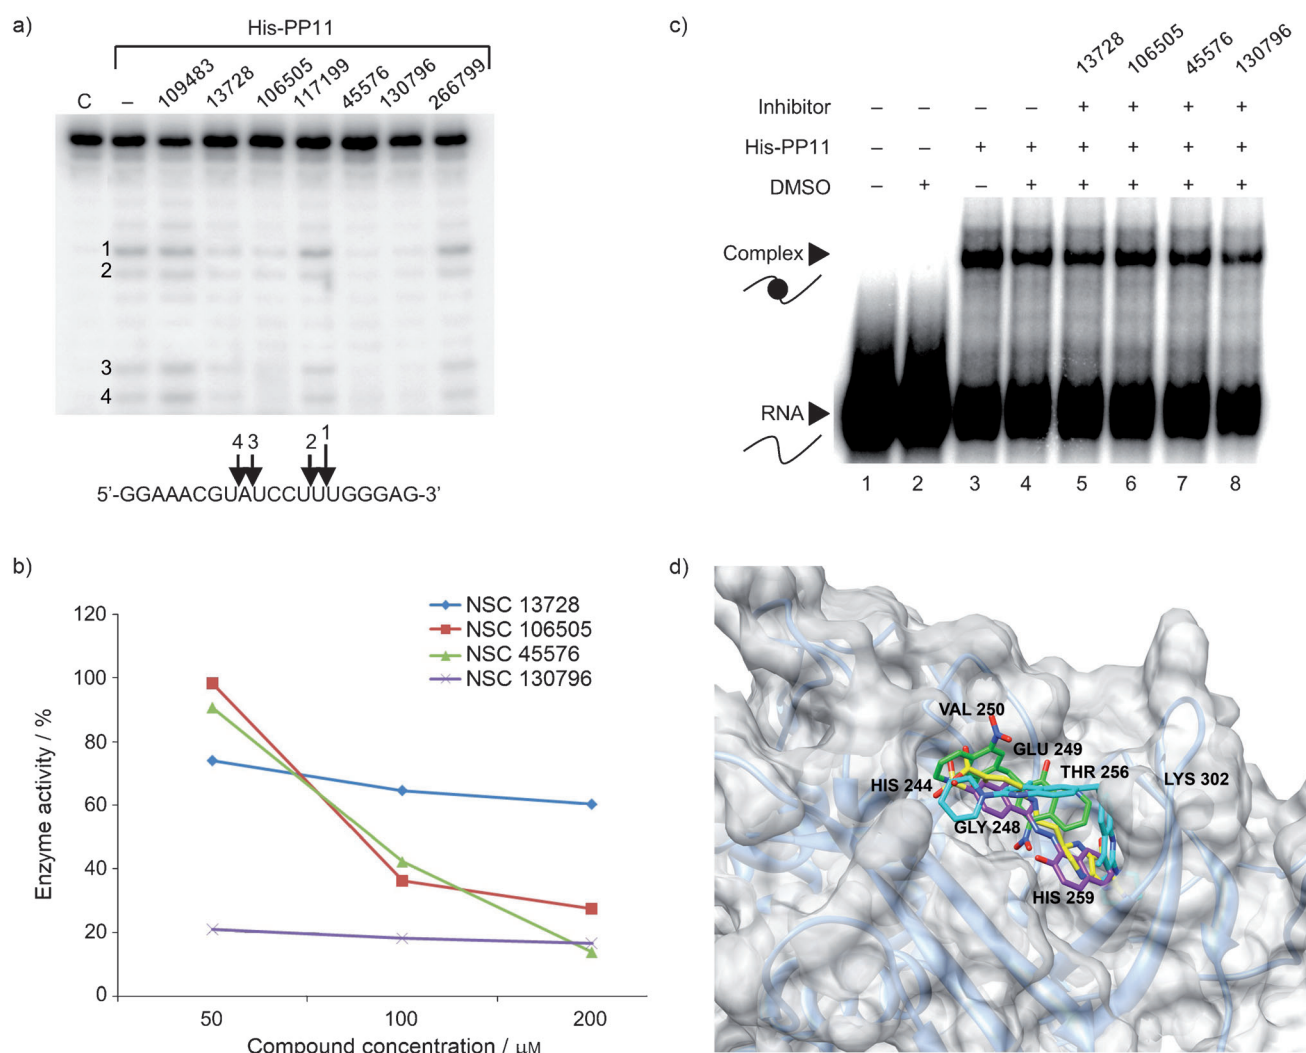 a)
His-PP11
C – 109483 13728 106505 117199 45576 130796 266799
1
2
3
4
4 3 2 1
5'-GGAAACGUAUCCUUUGGGAG-3'
c)
13728 106505 45576 130796
Inhibitor – – – – + + + +
His-PP11 – – + + + + + +
DMSO – + – + + + + +
Complex
RNA
1 2 3 4 5 6 7 8
b)
NSC 13728
NSC 106505
NSC 45576
NSC 130796
120
100
80
60
40
20
0
Enzyme activity / %
50 100 200
Compound concentration / μM
d)
VAL 250
GLU 249
THR 256
LYS 302
HIS 244
GLY 248
HIS 259